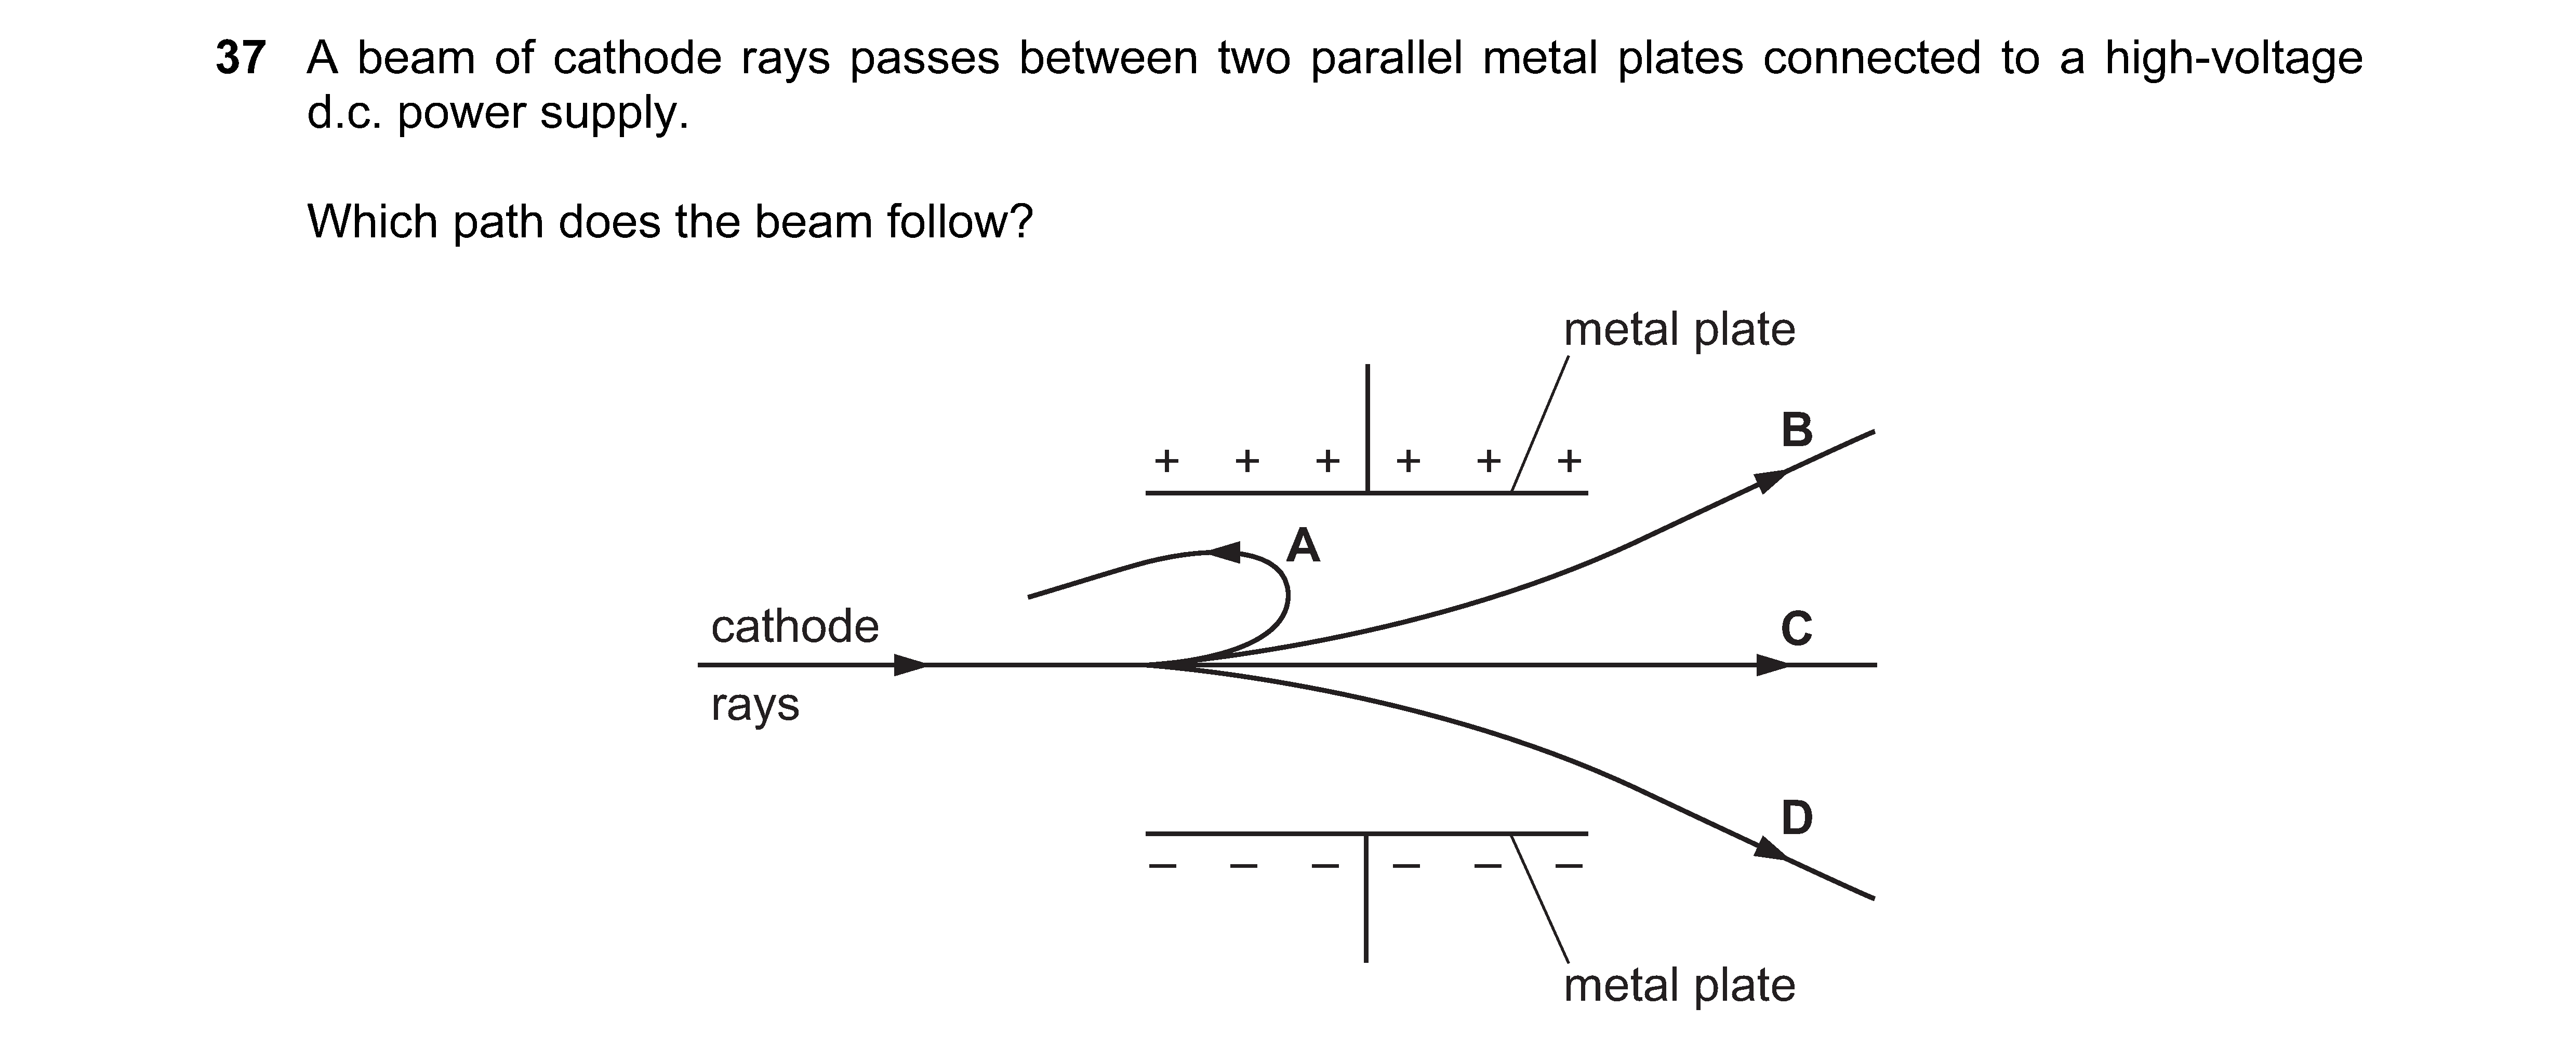 37 A beam of cathode rays passes between two parallel metal plates connected to a high-voltage
d.c. power supply.
Which path does the beam follow?
metal plate
B
+ + + + + +
A
cathode
C
rays
D
– – – – – –
metal plate